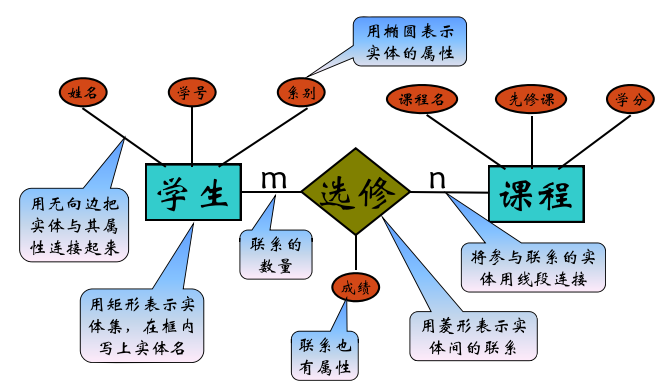 用椭圆表示
实体的属性
姓名
学号
系别
课程名
先修课
学分
学生
m
选修
n
课程
用无向边把
实体与其属
性连接起来
联系的
数量
将参与联系的实
体用线段连接
成绩
用矩形表示实
体集，在框内
写上实体名
联系也
有属性
用菱形表示实
体间的联系